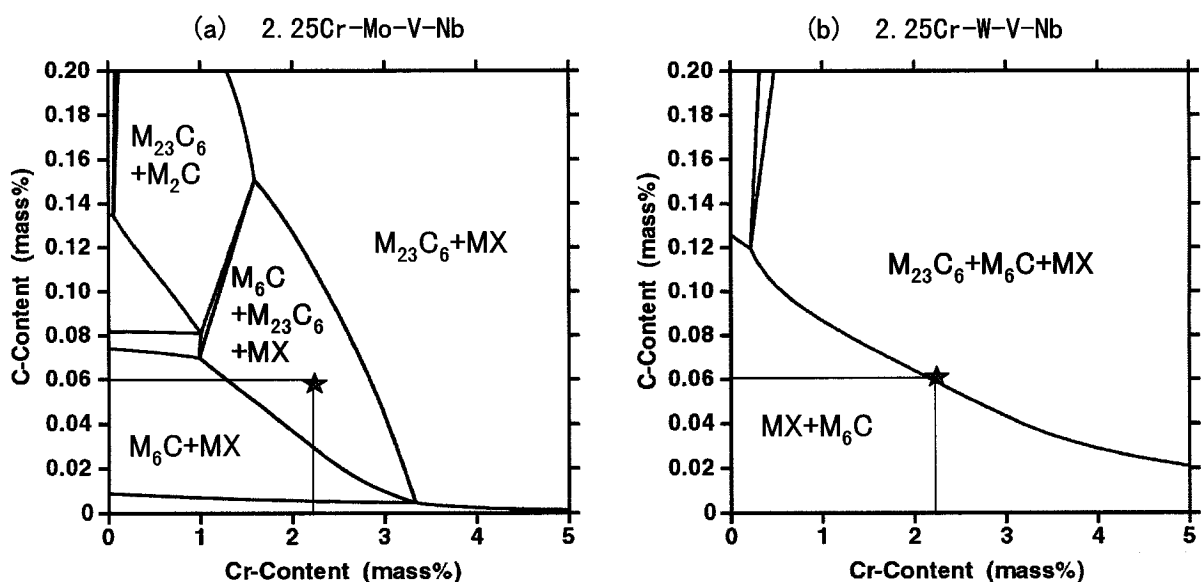 (a) 2.25Cr-Mo-V-Nb
0.20
0.18
0.16
0.14
0.12
0.10
0.08
0.06
0.04
0.02
0
C-Content (mass%)
M₂₃C₆
+M₂C
M₂₃C₆+MX
M₆C
+M₂₃C₆
+MX
M₆C+MX
0 1 2 3 4 5
Cr-Content (mass%)
(b) 2.25Cr-W-V-Nb
0.20
0.18
0.16
0.14
0.12
0.10
0.08
0.06
0.04
0.02
0
C-Content (mass%)
M₂₃C₆+M₆C+MX
MX+M₆C
0 1 2 3 4 5
Cr-Content (mass%)